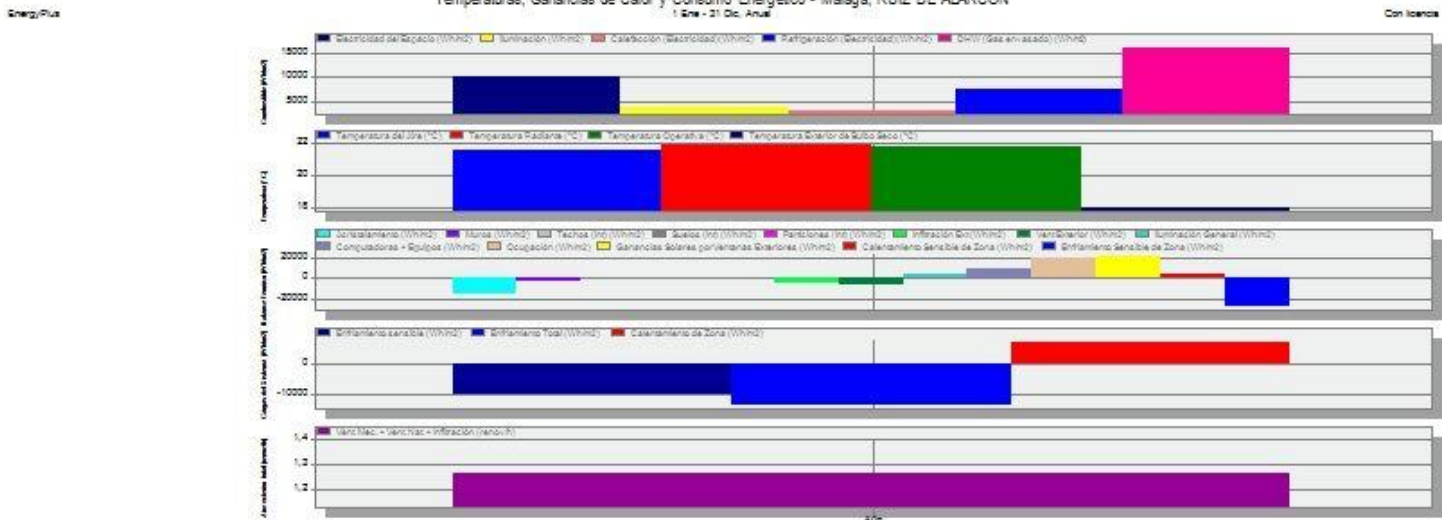 Temperaturas, Ganancias de Calor y Consumo Energético - Málaga, RUIZ DE ALARCÓN
EnergyPlus
1 Ene - 31 Dic, Anual
Con licencia
Electricidad del Espacio (Wh/m2) Iluminación (Wh/m2) Calefacción (Electricidad) (Wh/m2) Refrigeración (Electricidad) (Wh/m2) DHW (Gas envasado) (Wh/m2)
15000
10000
5000
Temperatura del Aire (°C) Temperatura Radiante (°C) Temperatura Operativa (°C) Temperatura Exterior de Bulbo Seco (°C)
22
20
18
Acristalamiento (Wh/m2) Muros (Wh/m2) Techos (int) (Wh/m2) Suelos (int) (Wh/m2) Particiones (int) (Wh/m2) Infiltración Ext (Wh/m2) Vent Exterior (Wh/m2) Iluminación General (Wh/m2)
Computadoras + Equipos (Wh/m2) Ocupación (Wh/m2) Ganancias Solares por Ventanas Exteriores (Wh/m2) Calentamiento Sensible de Zona (Wh/m2) Enfriamiento Sensible de Zona (Wh/m2)
20000
0
-20000
Enfriamiento sensible (Wh/m2) Enfriamiento Total (Wh/m2) Calentamiento de Zona (Wh/m2)
0
-10000
Vent Mec. + Vent Nat + Infiltración (renov/h)
1,4
1,3
1,2